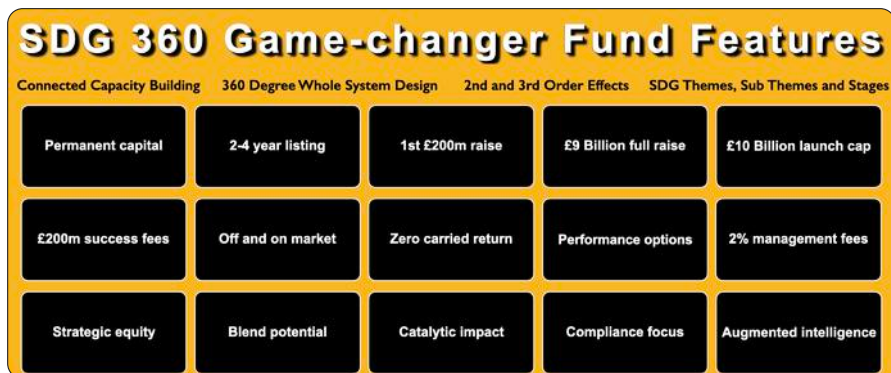 SDG 360 Game-changer Fund Features
Connected Capacity Building 360 Degree Whole System Design 2nd and 3rd Order Effects SDG Themes, Sub Themes and Stages
Permanent capital 2-4 year listing 1st £200m raise £9 Billion full raise £10 Billion launch cap
£200m success fees Off and on market Zero carried return Performance options 2% management fees
Strategic equity Blend potential Catalytic impact Compliance focus Augmented intelligence